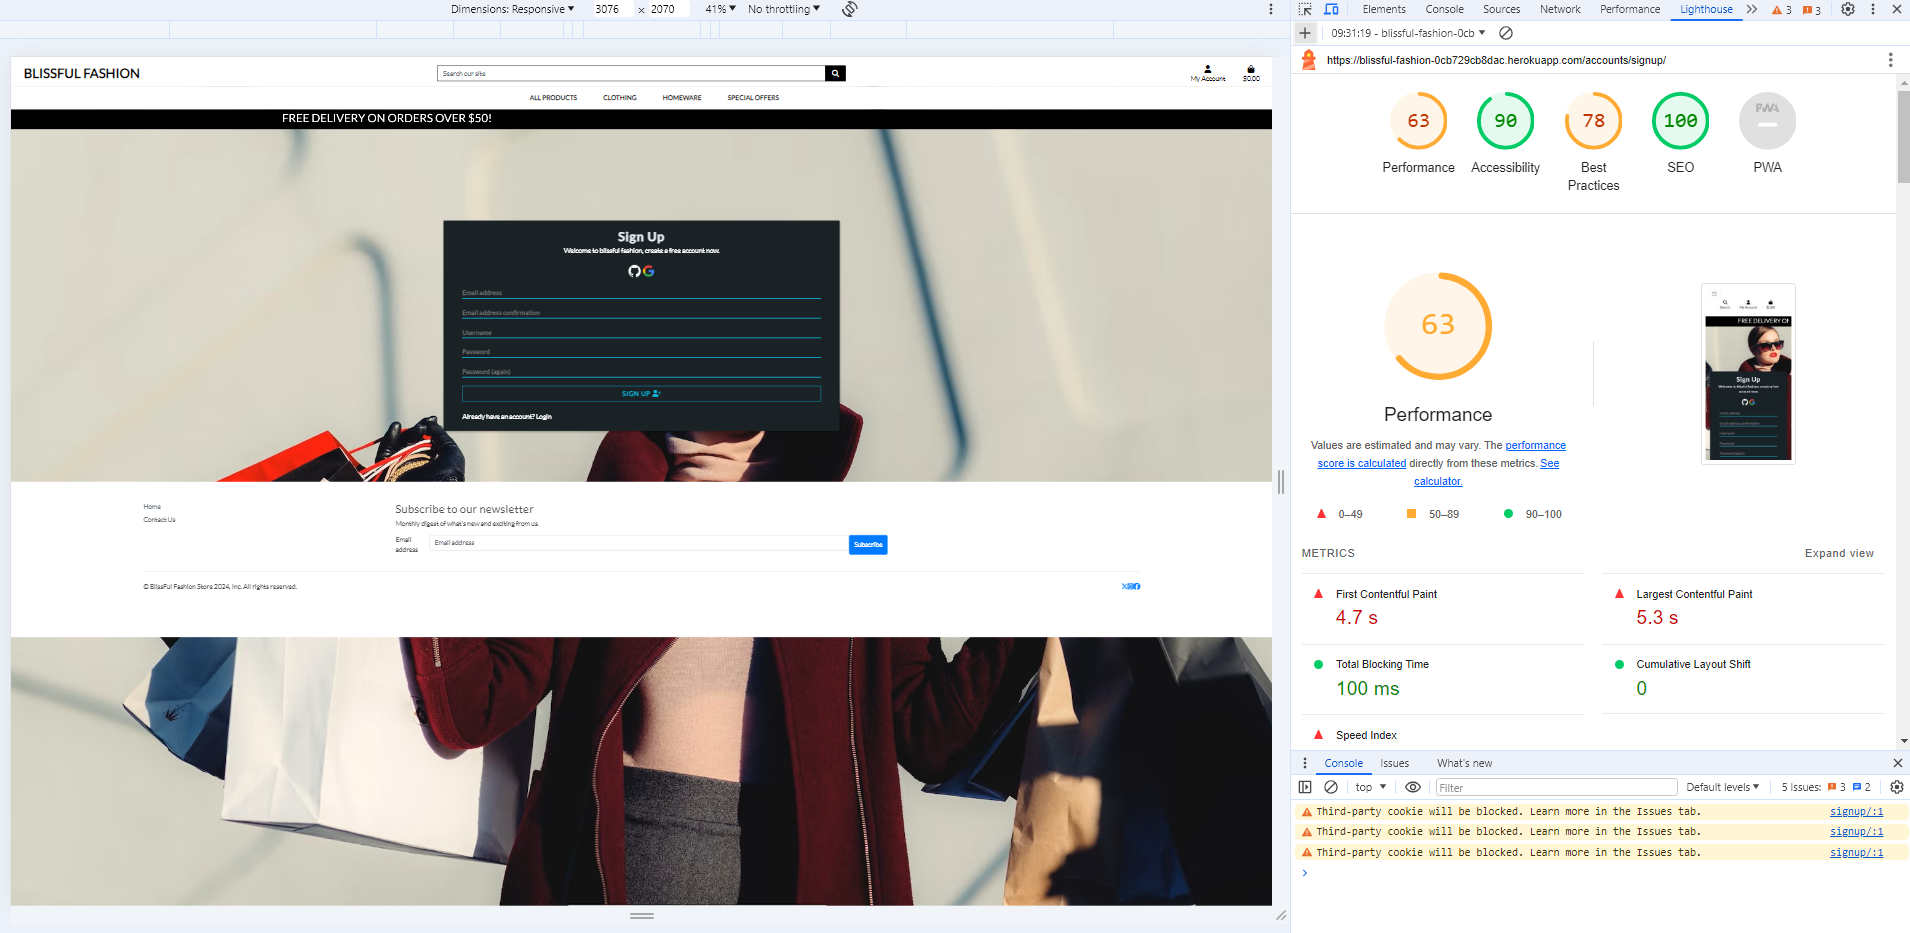 Dimensions: Responsive 3076 x 2070 41% No throttling
BLISSFUL FASHION
Search our site
My Account
$0.00
ALL PRODUCTS CLOTHING HOMEWARE SPECIAL OFFERS
FREE DELIVERY ON ORDERS OVER $50!
Sign Up
Welcome to blissful fashion, create a free account now.
Email address
Email address confirmation
Username
Password
Password (again)
SIGN UP
Already have an account? Login
Home
Contact Us
Subscribe to our newsletter
Monthly digest of what's new and exciting from us.
Email address
Email address
Subscribe
© BlissFul Fashion Store 2024, Inc. All rights reserved.
Elements Console Sources Network Performance Lighthouse 3 3
09:31:19 - blissful-fashion-0cb
https://blissful-fashion-0cb729cb8dac.herokuapp.com/accounts/signup/
63 90 78 100 PWA
Performance Accessibility Best Practices SEO PWA
63
Performance
Values are estimated and may vary. The performance
score is calculated directly from these metrics. See
calculator.
0–49 50–89 90–100
FREE DELIVERY OF
Sign Up
METRICS
Expand view
First Contentful Paint
4.7 s
Largest Contentful Paint
5.3 s
Total Blocking Time
100 ms
Cumulative Layout Shift
0
Speed Index
Console Issues What's new
top Filter Default levels 5 Issues: 3 2
Third-party cookie will be blocked. Learn more in the Issues tab. signup/:1
Third-party cookie will be blocked. Learn more in the Issues tab. signup/:1
Third-party cookie will be blocked. Learn more in the Issues tab. signup/:1